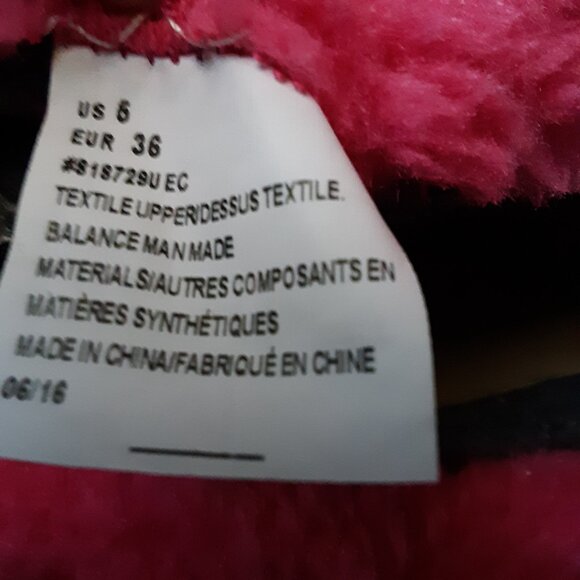 US 6
EUR 36
#S18729U EC
TEXTILE UPPER/DESSUS TEXTILE.
BALANCE MAN MADE
MATERIALS/AUTRES COMPOSANTS EN
MATIÈRES SYNTHÉTIQUES
MADE IN CHINA/FABRIQUÉ EN CHINE
06/16